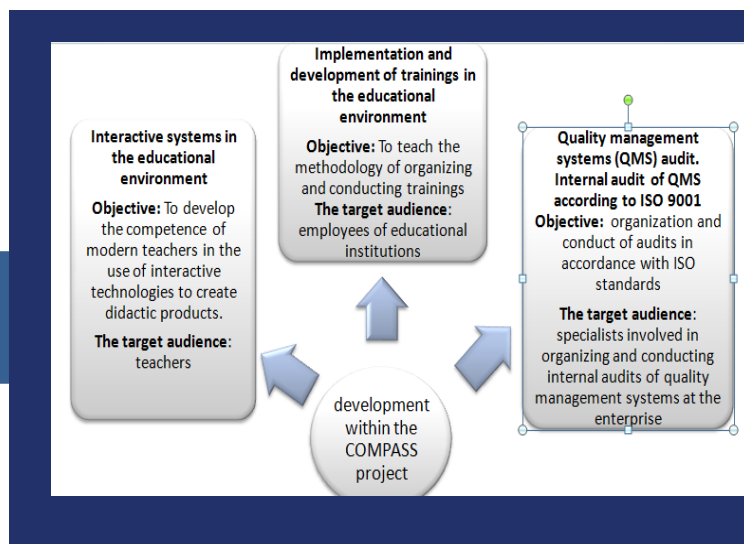 Implementation and
development of trainings in
the educational
environment
Objective: To teach the
methodology of organizing
and conducting trainings
The target audience:
employees of educational
institutions
Interactive systems in
the educational
environment
Objective: To develop
the competence of
modern teachers in the
use of interactive
technologies to create
didactic products.
The target audience:
teachers
Quality management
systems (QMS) audit.
Internal audit of QMS
according to ISO 9001
Objective: organization and
conduct of audits in
accordance with ISO
standards
The target audience:
specialists involved in
organizing and conducting
internal audits of quality
management systems at the
enterprise
development
within the
COMPASS
project